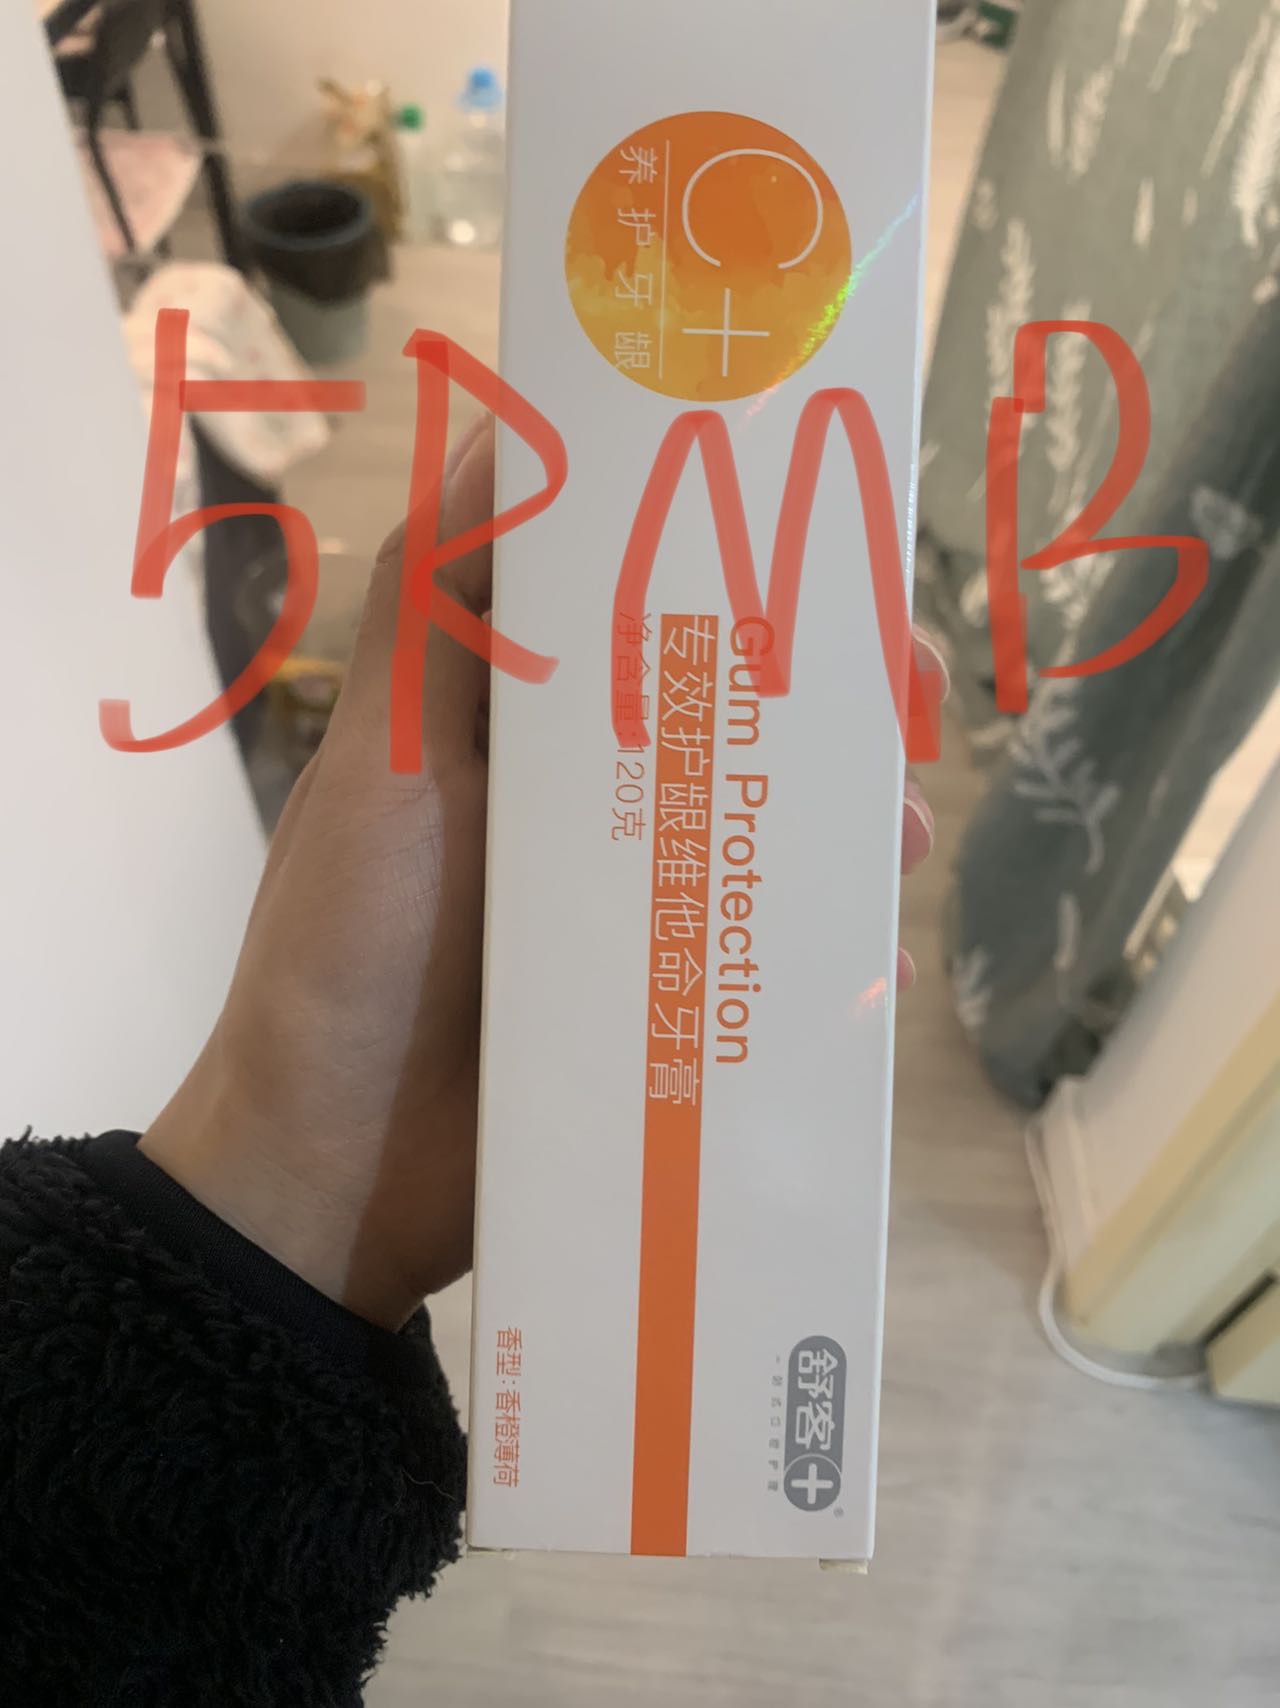 5RMB
C+
养护牙龈
Gum Protection
专效护龈维他命牙膏
净含量:120克
舒客+®
香型:香橙薄荷